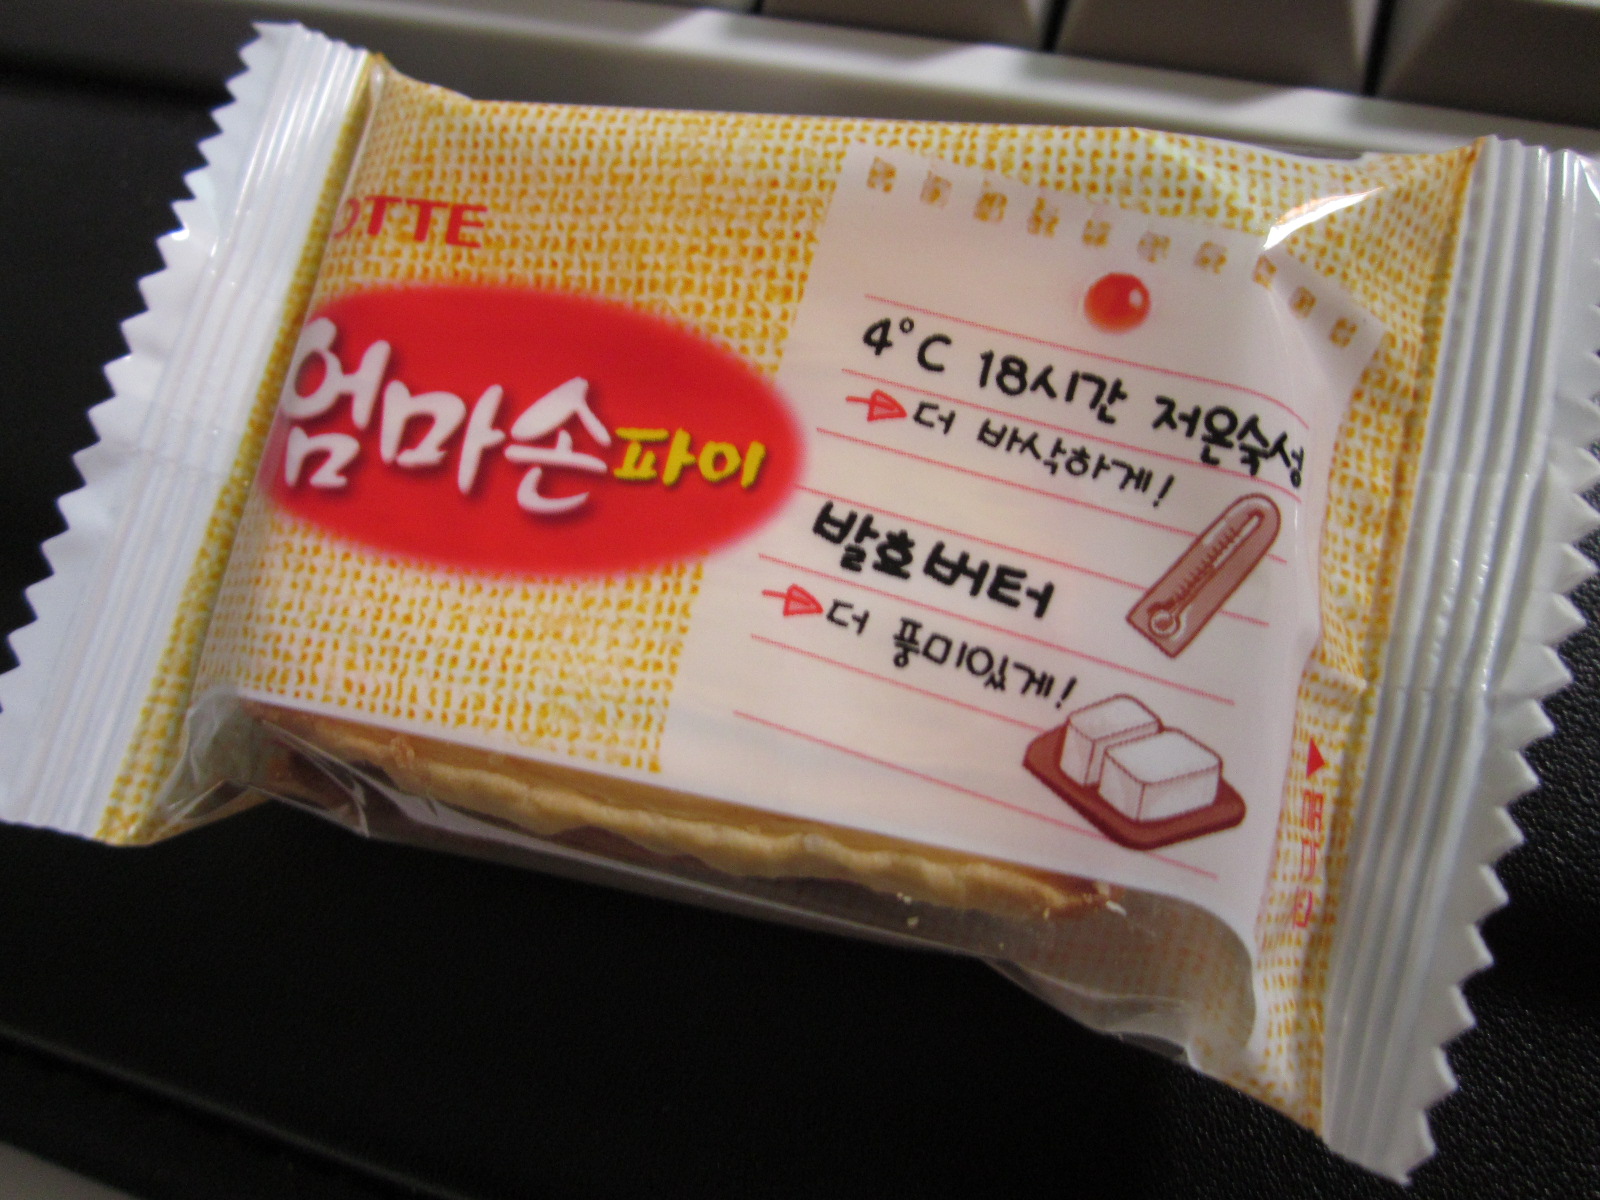 OTTE
엄마손파이
4°C 18시간 저온숙성
더 바삭하게!
발효버터
더 풍미있게!